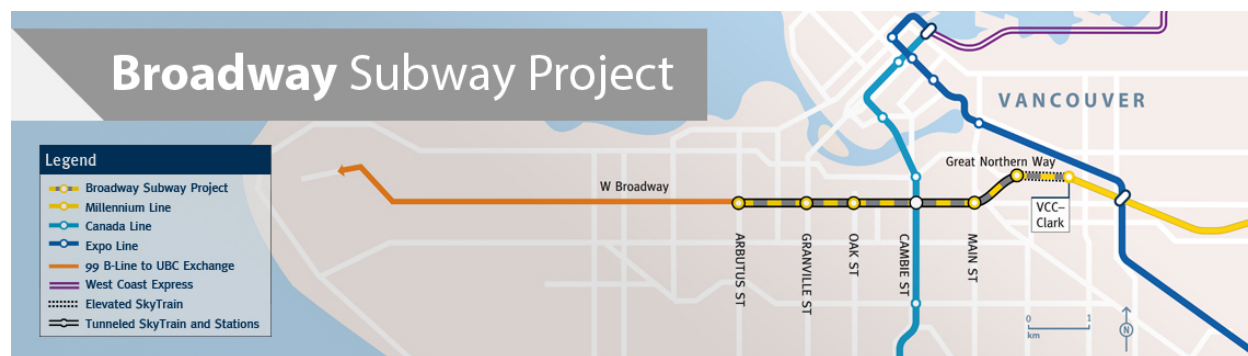 Broadway Subway Project
VANCOUVER
Legend
Broadway Subway Project
Millennium Line
Canada Line
Expo Line
99 B-Line to UBC Exchange
West Coast Express
Elevated SkyTrain
Tunneled SkyTrain and Stations
W Broadway
Great Northern Way
VCC–
Clark
ARBUTUS ST
GRANVILLE ST
OAK ST
CAMBIE ST
MAIN ST
0 1
km
N